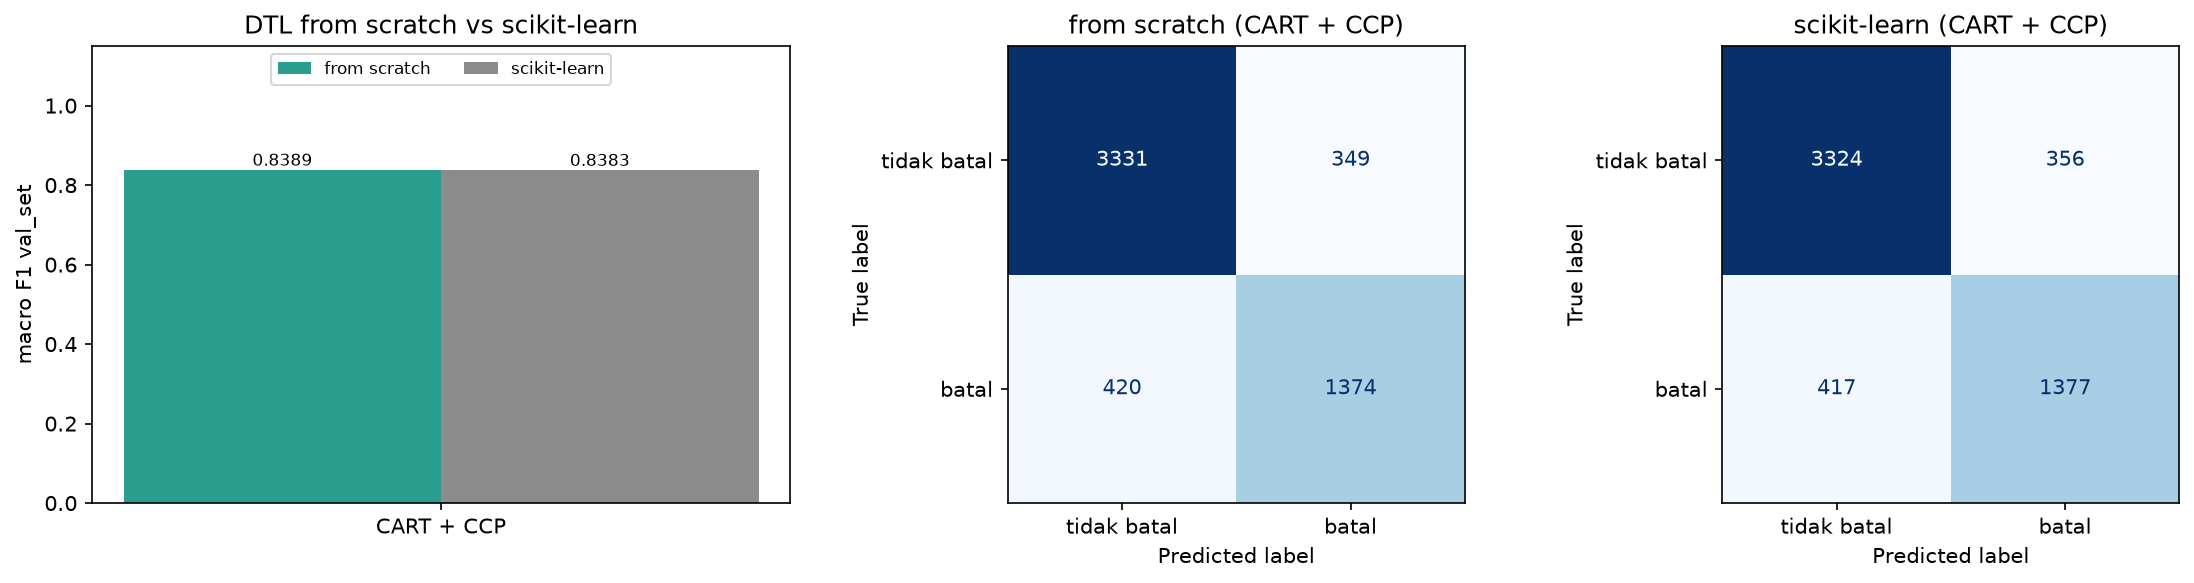 DTL from scratch vs scikit-learn
from scratch
scikit-learn
1.0
0.8
0.6
0.4
0.2
0.0
macro F1 val_set
0.8389
0.8383
CART + CCP
from scratch (CART + CCP)
True label
tidak batal
3331
349
batal
420
1374
tidak batal
batal
Predicted label
scikit-learn (CART + CCP)
True label
tidak batal
3324
356
batal
417
1377
tidak batal
batal
Predicted label